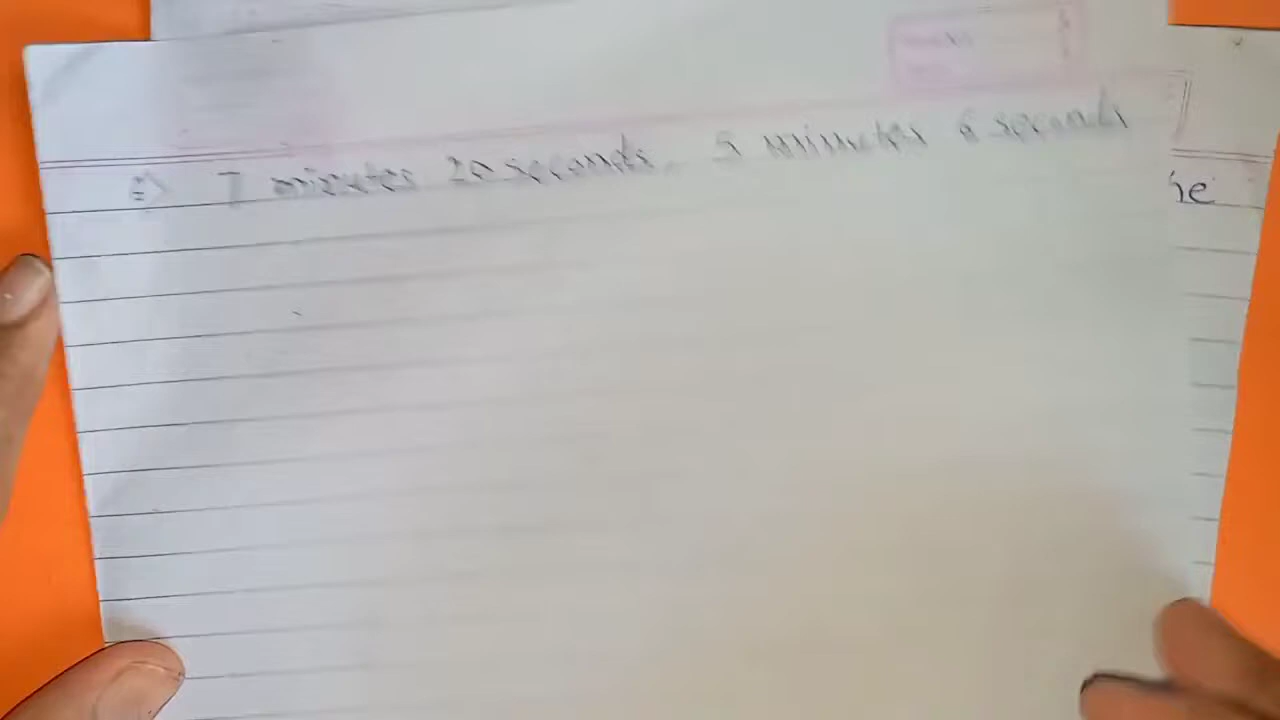 => 7 minutes 20 seconds, 5 minutes 6 seconds
he